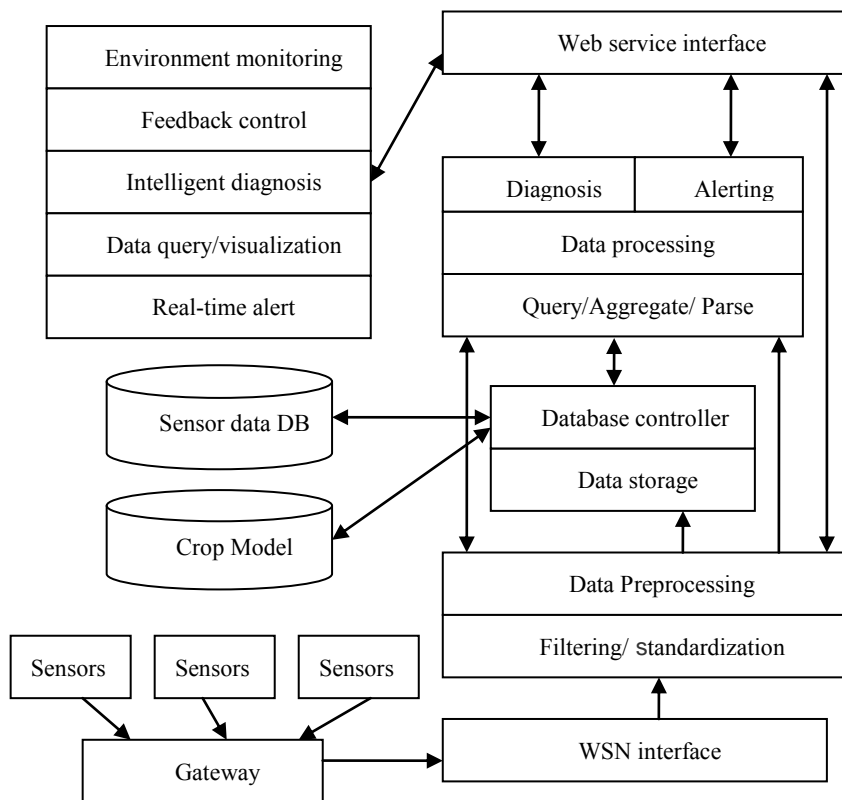 Environment monitoring
Feedback control
Intelligent diagnosis
Data query/visualization
Real-time alert
Web service interface
Diagnosis
Alerting
Data processing
Query/Aggregate/ Parse
Sensor data DB
Crop Model
Database controller
Data storage
Data Preprocessing
Filtering/ Standardization
Sensors
Sensors
Sensors
Gateway
WSN interface